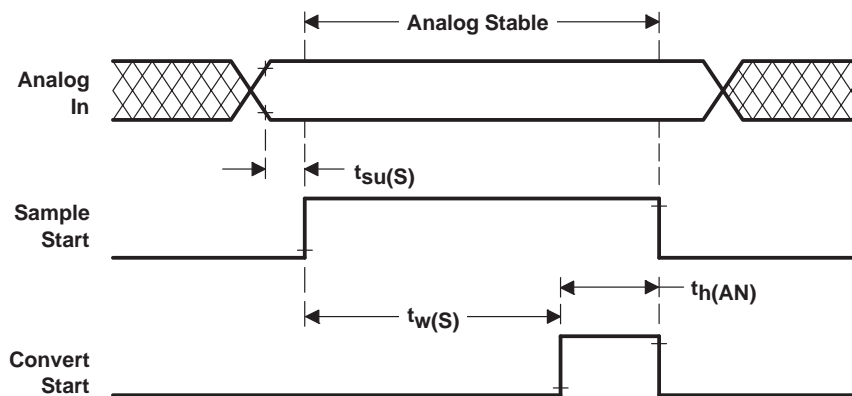 Analog Stable
Analog
In
tsu(S)
Sample
Start
th(AN)
tw(S)
Convert
Start